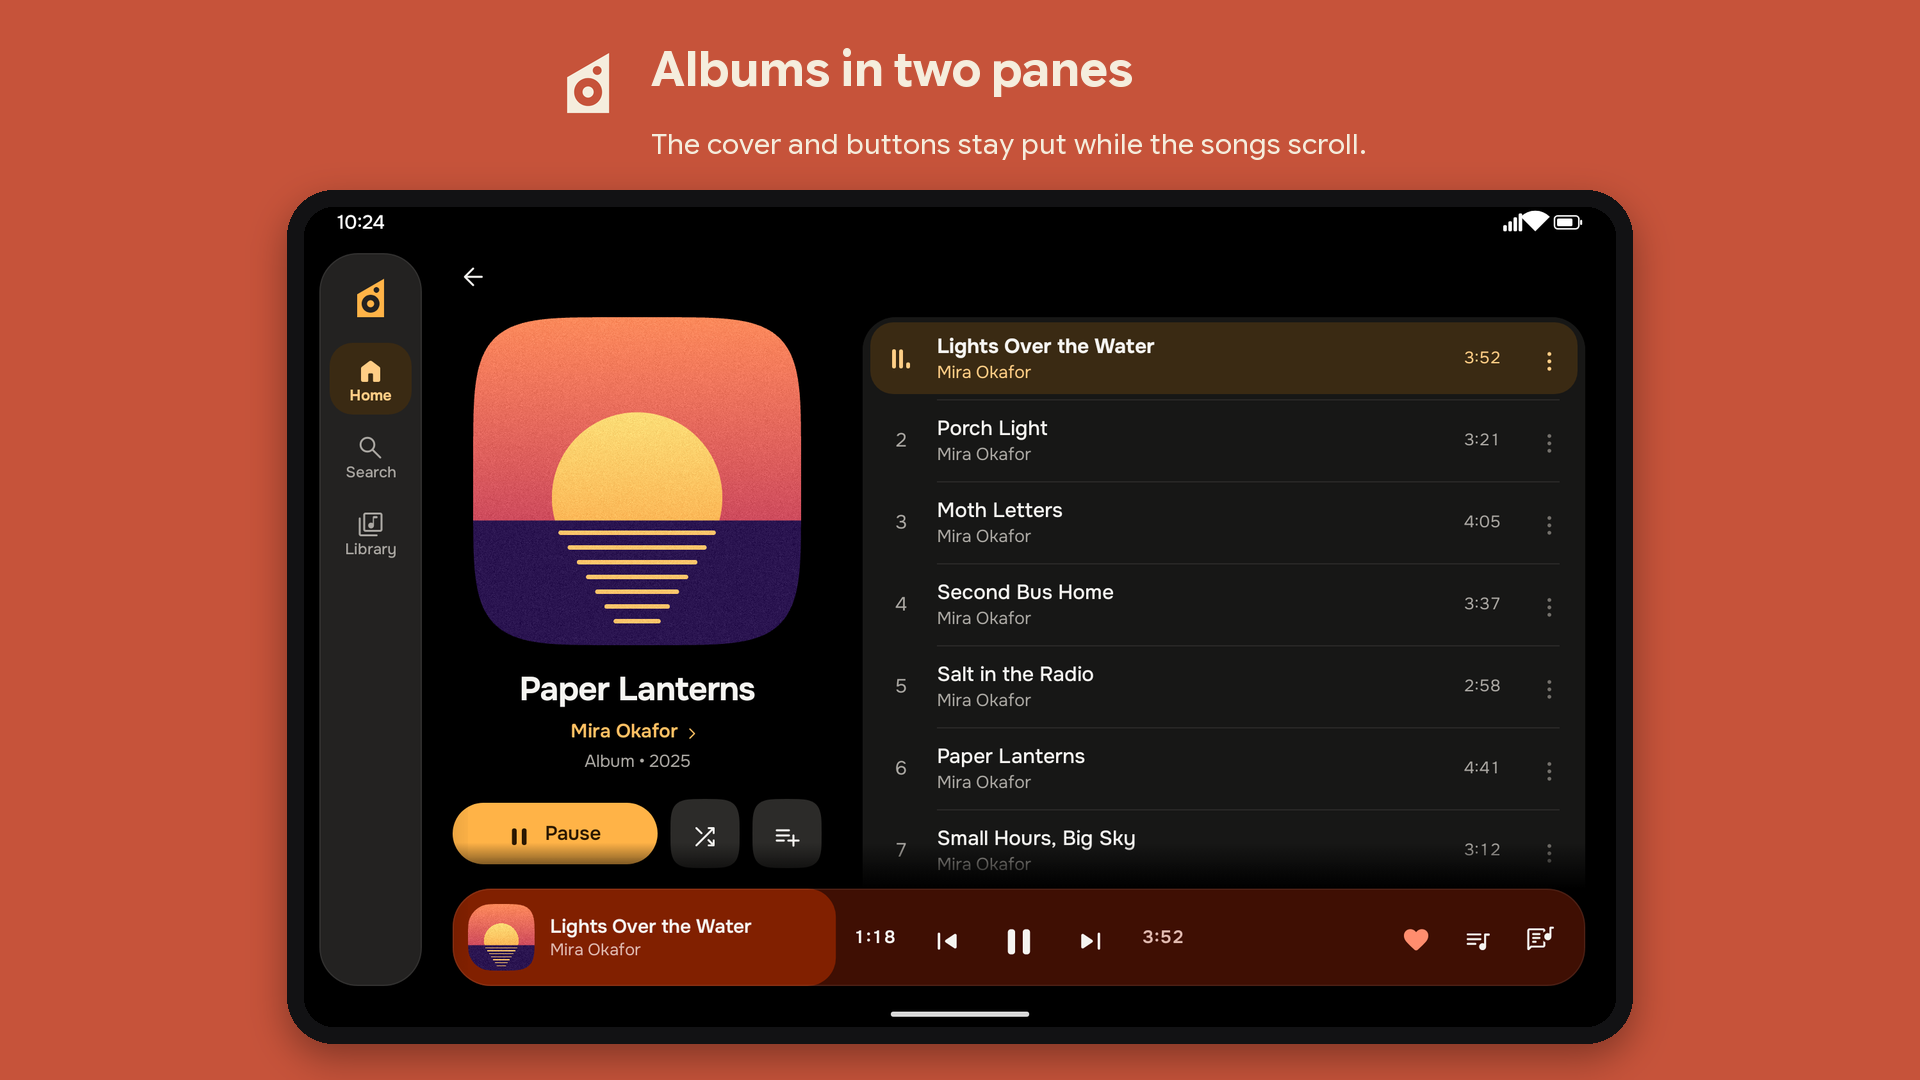 Albums in two panes
The cover and buttons stay put while the songs scroll.
10:24
Home
Search
Library
Paper Lanterns
Mira Okafor
Album • 2025
Pause
Lights Over the Water
Mira Okafor
3:52
2
Porch Light
Mira Okafor
3:21
3
Moth Letters
Mira Okafor
4:05
4
Second Bus Home
Mira Okafor
3:37
5
Salt in the Radio
Mira Okafor
2:58
6
Paper Lanterns
Mira Okafor
4:41
7
Small Hours, Big Sky
Mira Okafor
3:12
Lights Over the Water
Mira Okafor
1:18
3:52